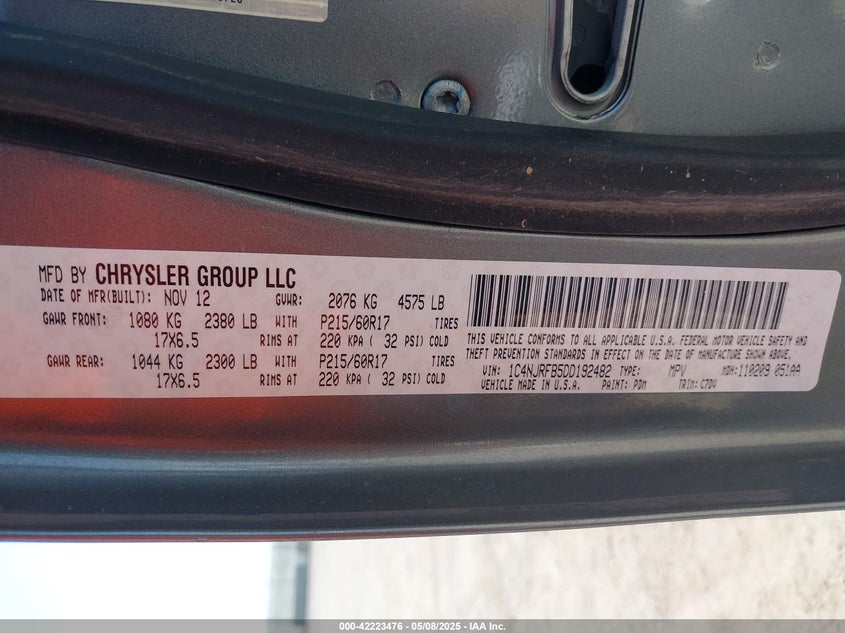 MFD BY CHRYSLER GROUP LLC
DATE OF MFR(BUILT): NOV 12 GVWR: 2076 KG 4575 LB
GAWR FRONT: 1080 KG 2380 LB WITH P215/60R17 TIRES
17X6.5 RIMS AT 220 KPA ( 32 PSI) COLD
GAWR REAR: 1044 KG 2300 LB WITH P215/60R17 TIRES
17X6.5 RIMS AT 220 KPA ( 32 PSI) COLD
THIS VEHICLE CONFORMS TO ALL APPLICABLE U.S.A. FEDERAL MOTOR VEHICLE SAFETY AND
THEFT PREVENTION STANDARDS IN EFFECT ON THE DATE OF MANUFACTURE SHOWN ABOVE.
VIN: 1C4NJRFB5DD192482 TYPE: MPV MDH: 110209 051AA
VEHICLE MADE IN U.S.A. PAINT: PDM TRIM: C7DV
000-42223476 - 05/08/2025 - IAA Inc.